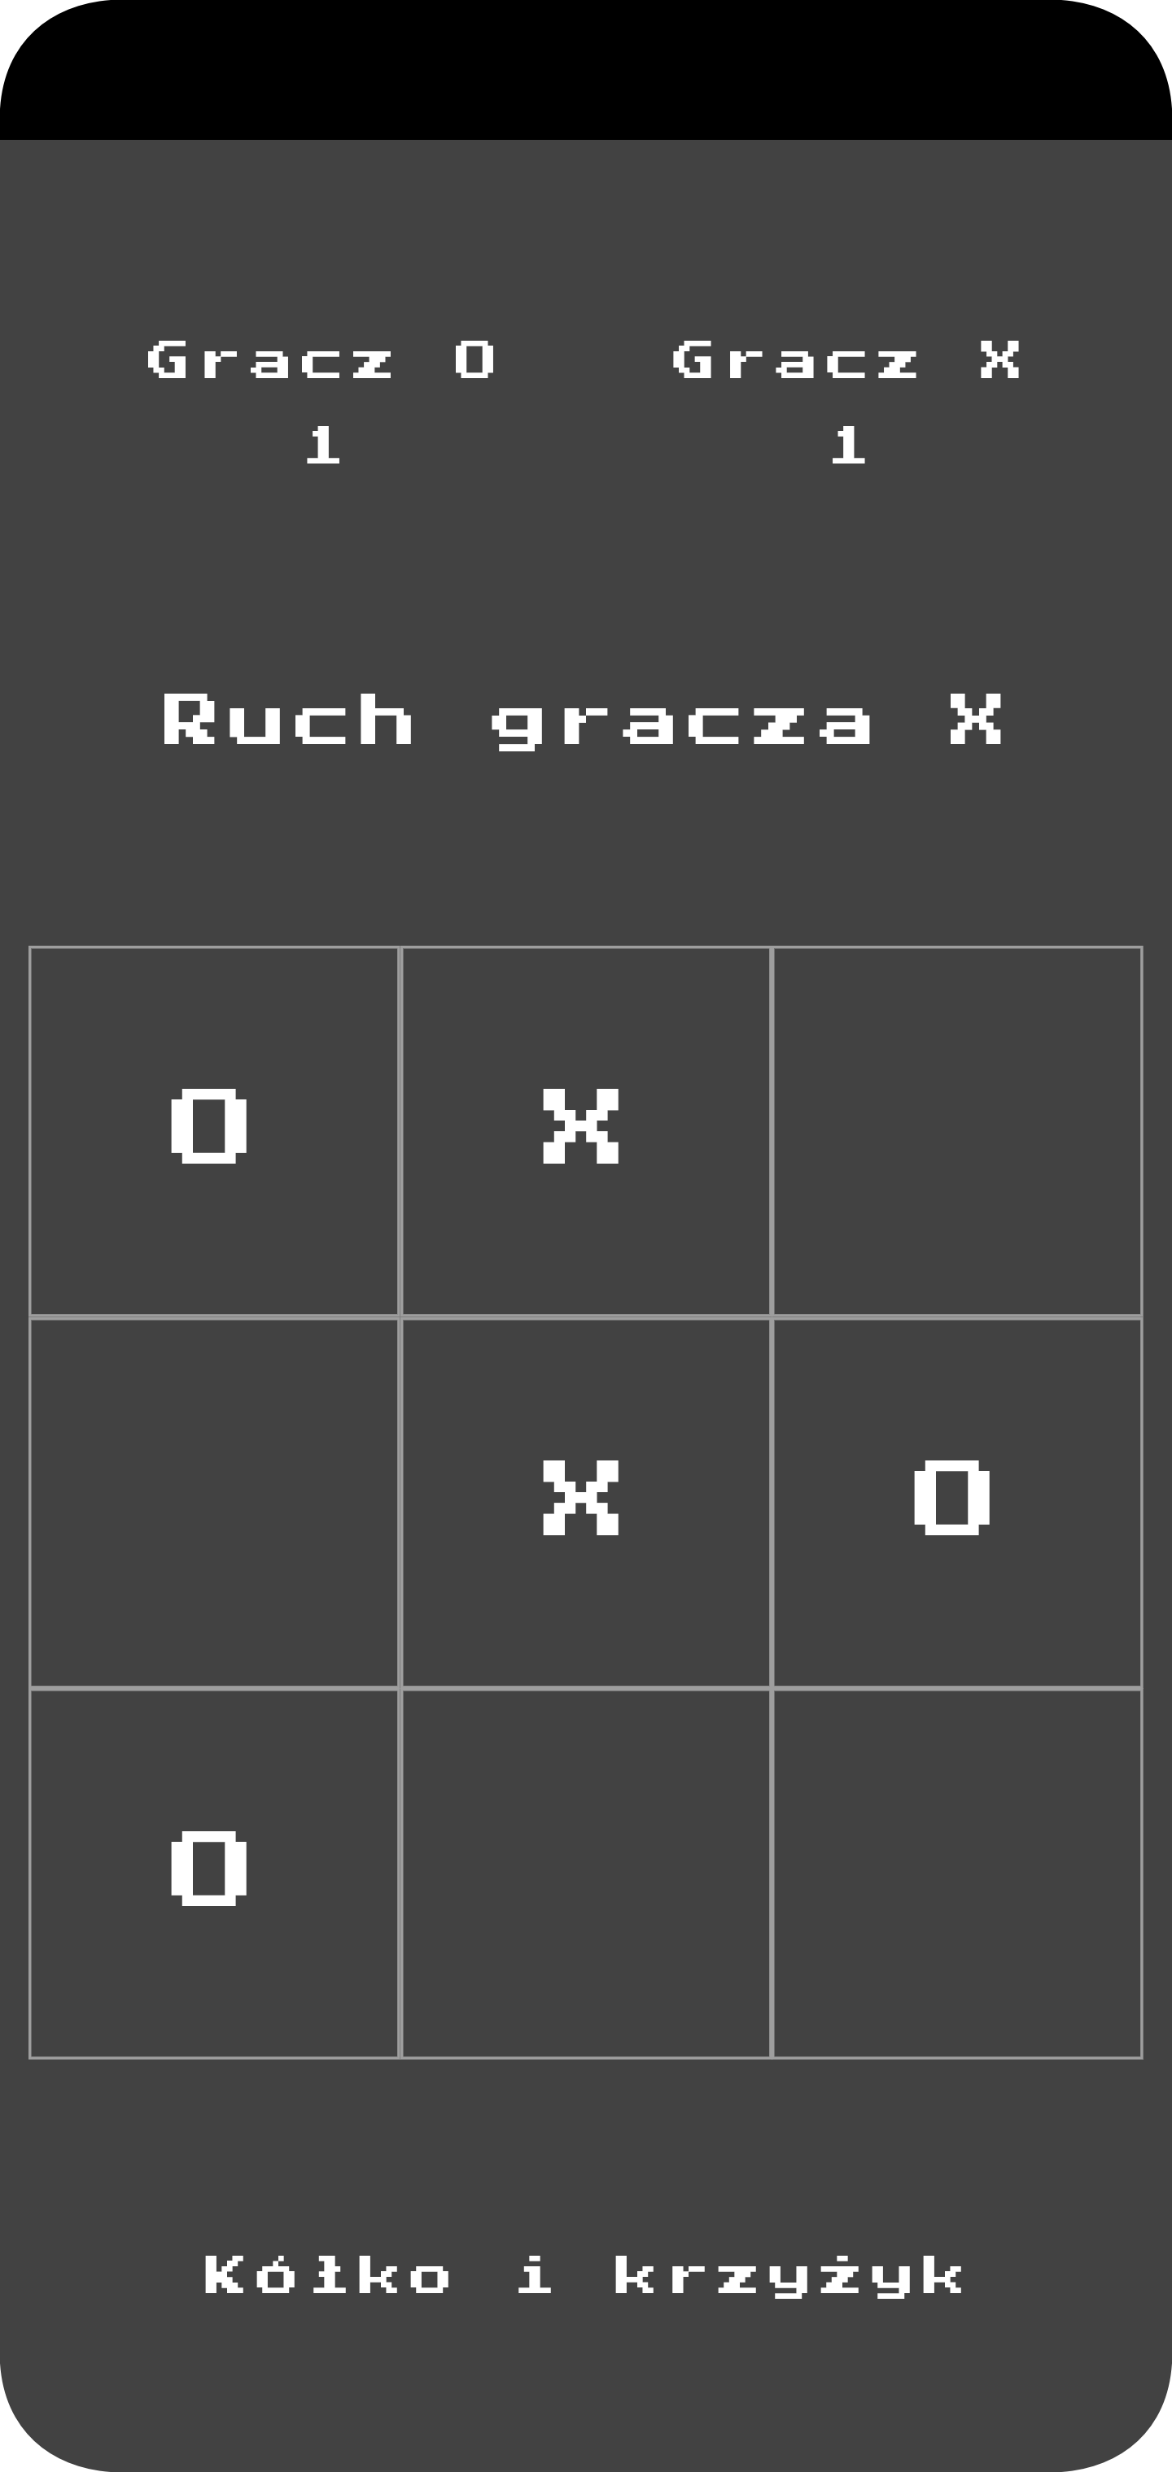 Gracz O Gracz X
1 1
Ruch gracza X
O X
X O
O
Kółko i krzyżyk